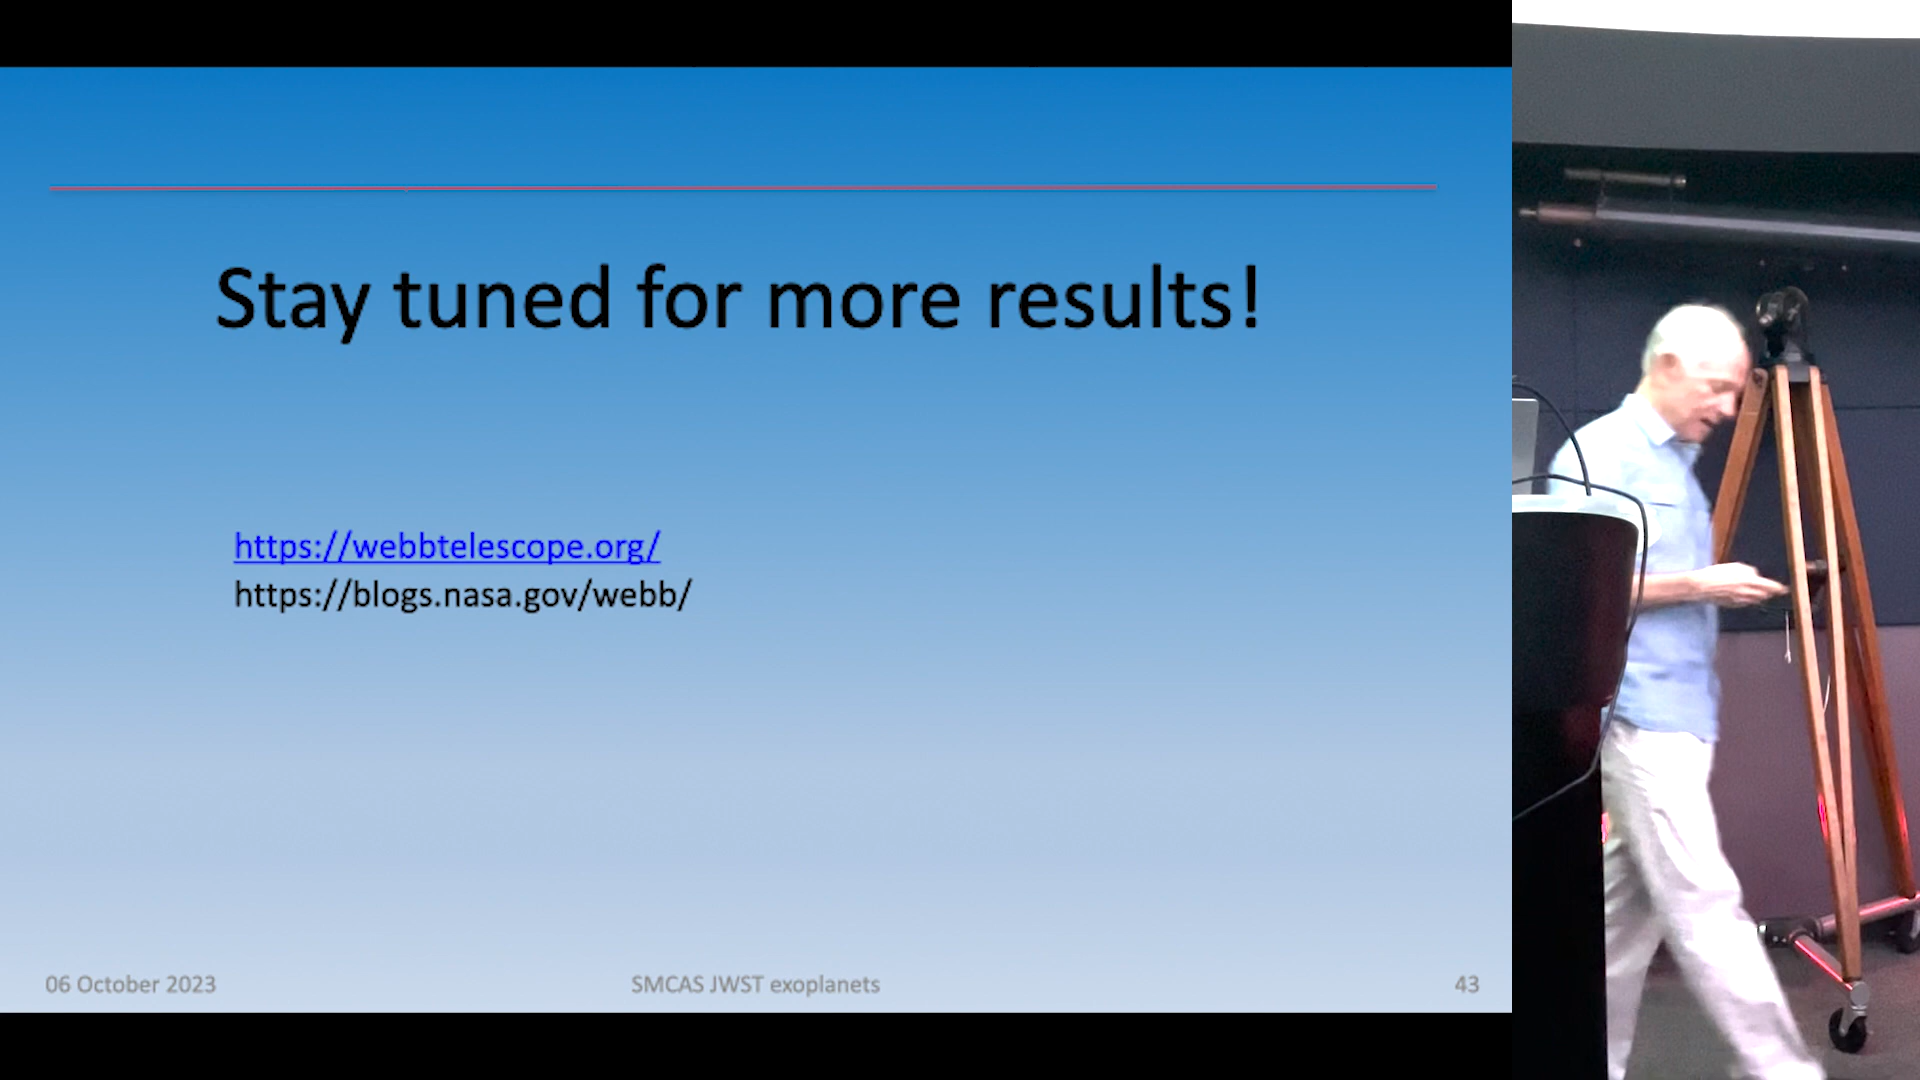 Stay tuned for more results!
https://webbtelescope.org/
https://blogs.nasa.gov/webb/
06 October 2023
SMCAS JWST exoplanets
43